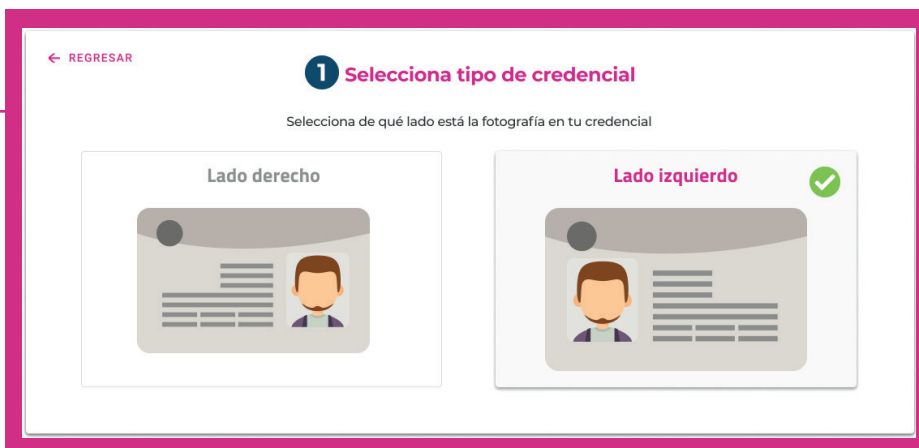 ← REGRESAR
1 Selecciona tipo de credencial
Selecciona de qué lado está la fotografía en tu credencial
Lado derecho
Lado izquierdo